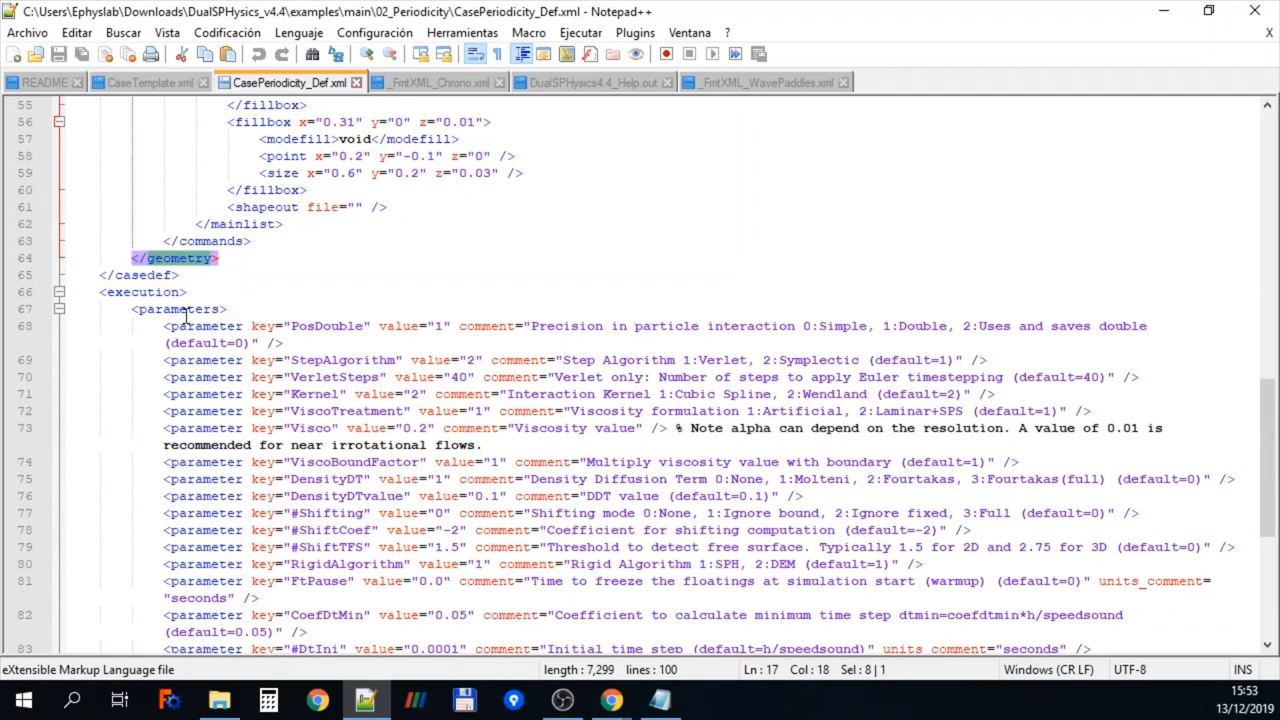 C:\Users\Ephyslab\Downloads\DualSPHysics_v4.4\examples\main\02_Periodicity\CasePeriodicity_Def.xml - Notepad++
Archivo Editar Buscar Vista Codificación Lenguaje Configuración Herramientas Macro Ejecutar Plugins Ventana ? X
README CaseTemplate.xml CasePeriodicity_Def.xml _FmtXML_Chrono.xml DualSPHysics4.4_Help.out _FmtXML_WavePaddles.xml
55 </fillbox>
56 <fillbox x="0.31" y="0" z="0.01">
57 <modefill>void</modefill>
58 <point x="0.2" y="-0.1" z="0" />
59 <size x="0.6" y="0.2" z="0.03" />
60 </fillbox>
61 <shapeout file="" />
62 </mainlist>
63 </commands>
64 </geometry>
65 </casedef>
66 <execution>
67 <parameters>
68 <parameter key="PosDouble" value="1" comment="Precision in particle interaction 0:Simple, 1:Double, 2:Uses and saves double
(default=0)" />
69 <parameter key="StepAlgorithm" value="2" comment="Step Algorithm 1:Verlet, 2:Symplectic (default=1)" />
70 <parameter key="VerletSteps" value="40" comment="Verlet only: Number of steps to apply Euler timestepping (default=40)" />
71 <parameter key="Kernel" value="2" comment="Interaction Kernel 1:Cubic Spline, 2:Wendland (default=2)" />
72 <parameter key="ViscoTreatment" value="1" comment="Viscosity formulation 1:Artificial, 2:Laminar+SPS (default=1)" />
73 <parameter key="Visco" value="0.2" comment="Viscosity value" /> % Note alpha can depend on the resolution. A value of 0.01 is
recommended for near irrotational flows.
74 <parameter key="ViscoBoundFactor" value="1" comment="Multiply viscosity value with boundary (default=1)" />
75 <parameter key="DensityDT" value="1" comment="Density Diffusion Term 0:None, 1:Molteni, 2:Fourtakas, 3:Fourtakas(full) (default=0)" />
76 <parameter key="DensityDTvalue" value="0.1" comment="DDT value (default=0.1)" />
77 <parameter key="#Shifting" value="0" comment="Shifting mode 0:None, 1:Ignore bound, 2:Ignore fixed, 3:Full (default=0)" />
78 <parameter key="#ShiftCoef" value="-2" comment="Coefficient for shifting computation (default=-2)" />
79 <parameter key="#ShiftTFS" value="1.5" comment="Threshold to detect free surface. Typically 1.5 for 2D and 2.75 for 3D (default=0)" />
80 <parameter key="RigidAlgorithm" value="1" comment="Rigid Algorithm 1:SPH, 2:DEM (default=1)" />
81 <parameter key="FtPause" value="0.0" comment="Time to freeze the floatings at simulation start (warmup) (default=0)" units_comment=
"seconds" />
82 <parameter key="CoefDtMin" value="0.05" comment="Coefficient to calculate minimum time step dtmin=coefdtmin*h/speedsound
(default=0.05)" />
83 <parameter key="#DtIni" value="0.0001" comment="Initial time step (default=h/speedsound)" units_comment="seconds" />
eXtensible Markup Language file length : 7,299 lines : 100 Ln : 17 Col : 18 Sel : 8 | 1 Windows (CR LF) UTF-8 INS
15:53
13/12/2019